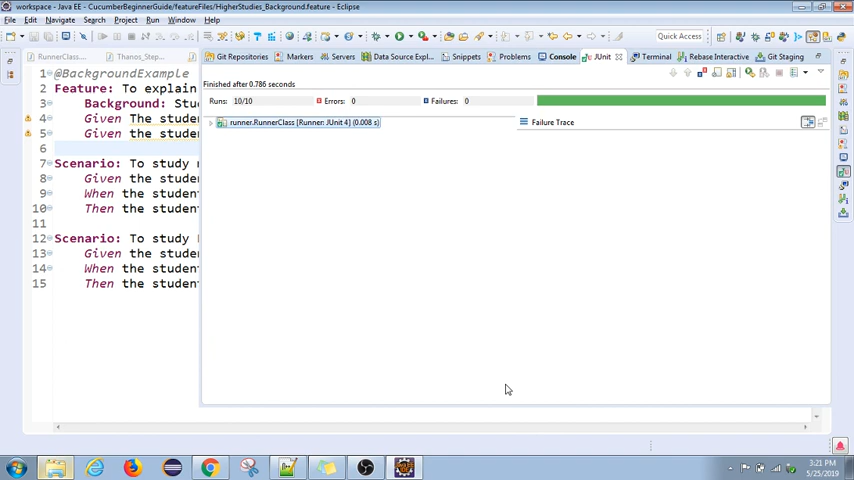 workspace - Java EE - CucumberBeginnerGuide/featureFiles/HigherStudies_Background.feature - Eclipse
File Edit Navigate Search Project Run Window Help
Quick Access
RunnerClass.... Thanos_Step...
Git Repositories Markers Servers Data Source Expl... Snippets Problems Console JUnit Terminal Rebase Interactive Git Staging
Finished after 0.786 seconds
Runs: 10/10 Errors: 0 Failures: 0
runner.RunnerClass [Runner: JUnit 4] (0.008 s)
Failure Trace
1 @BackgroundExample
2 Feature: To explain
3 Background: Stu
4 Given The studen
5 Given the studen
6
7 Scenario: To study
8 Given the studen
9 When the student
10 Then the student
11
12 Scenario: To study
13 Given the studen
14 When the student
15 Then the student
3:21 PM
5/25/2019